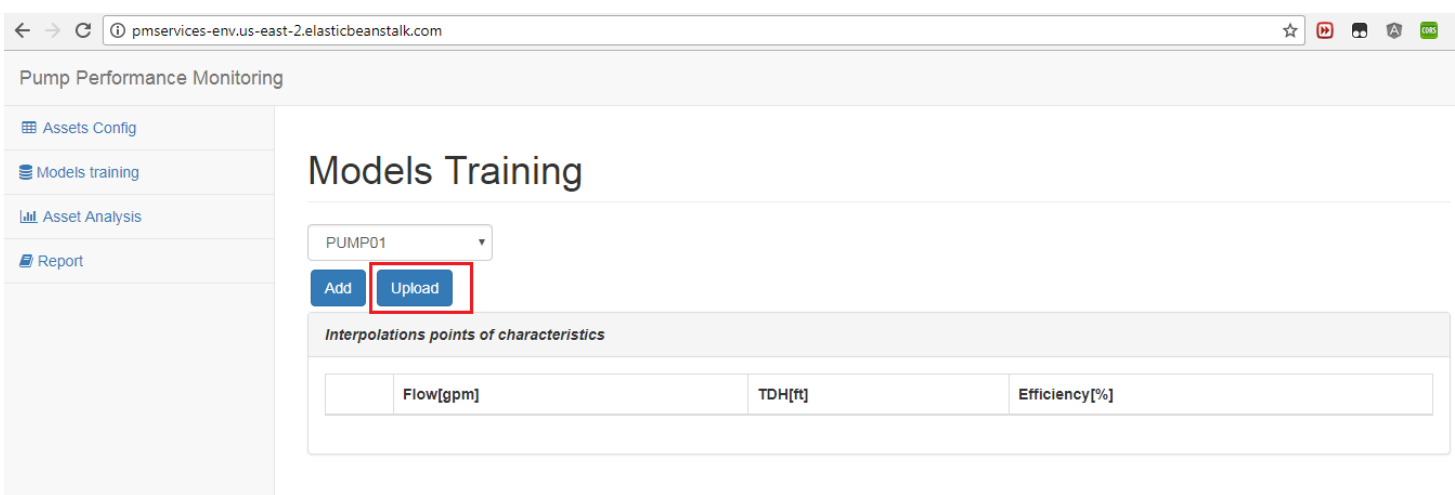 pmservices-env.us-east-2.elasticbeanstalk.com
CORS
Pump Performance Monitoring
Assets Config
Models training
Asset Analysis
Report
Models Training
PUMP01
Add Upload
Interpolations points of characteristics
Flow[gpm] TDH[ft] Efficiency[%]